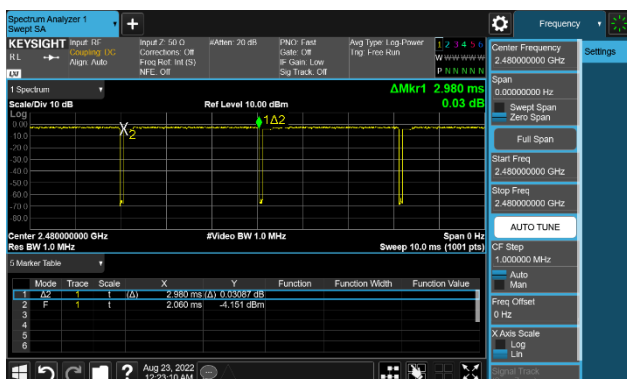 Spectrum Analyzer 1
Swept SA
Frequency
KEYSIGHT Input: RF Input Z: 50 Ω #Atten: 20 dB PNO: Fast Avg Type: Log-Power 1 2 3 4 5 6
RL Coupling: DC Corrections: Off Gate: Off Trig: Free Run W W W W W W
Align: Auto Freq Ref: Int (S) IF Gain: Low P N N N N N
NFE: Off Sig Track: Off
LXI
1 Spectrum
ΔMkr1 2.980 ms
Scale/Div 10 dB Ref Level 10.00 dBm 0.03 dB
Log
0.00
10.0
-20.0
-30.0
-40.0
-50.0
-60.0
-70.0
-80.0
X2
1Δ2
Center 2.480000000 GHz #Video BW 1.0 MHz Span 0 Hz
Res BW 1.0 MHz Sweep 10.0 ms (1001 pts)
5 Marker Table
Mode Trace Scale X Y Function Function Width Function Value
1 Δ2 1 t (Δ) 2.980 ms (Δ) 0.03087 dB
2 F 1 t 2.060 ms -4.151 dBm
3
4
5
6
Aug 23, 2022
12:23:10 AM
Center Frequency
2.480000000 GHz
Span
0.00000000 Hz
Swept Span
Zero Span
Full Span
Start Freq
2.480000000 GHz
Stop Freq
2.480000000 GHz
AUTO TUNE
CF Step
1.000000 MHz
Auto
Man
Freq Offset
0 Hz
X Axis Scale
Log
Lin
Signal Track
Settings